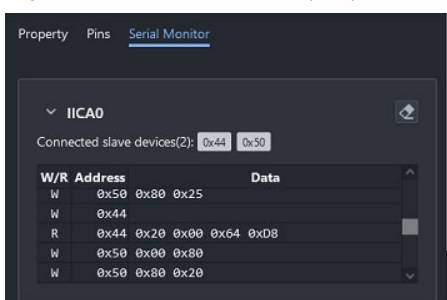 Property Pins Serial Monitor
IICA0
Connected slave devices(2): 0x44 0x50
W/R Address Data
W 0x50 0x80 0x25
W 0x44
R 0x44 0x20 0x00 0x64 0xD8
W 0x50 0x00 0x80
W 0x50 0x80 0x20